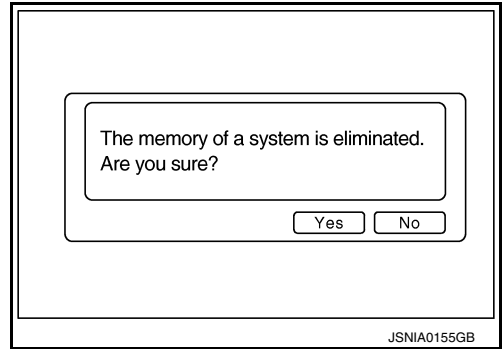 The memory of a system is eliminated.
Are you sure?
Yes No
JSNIA0155GB